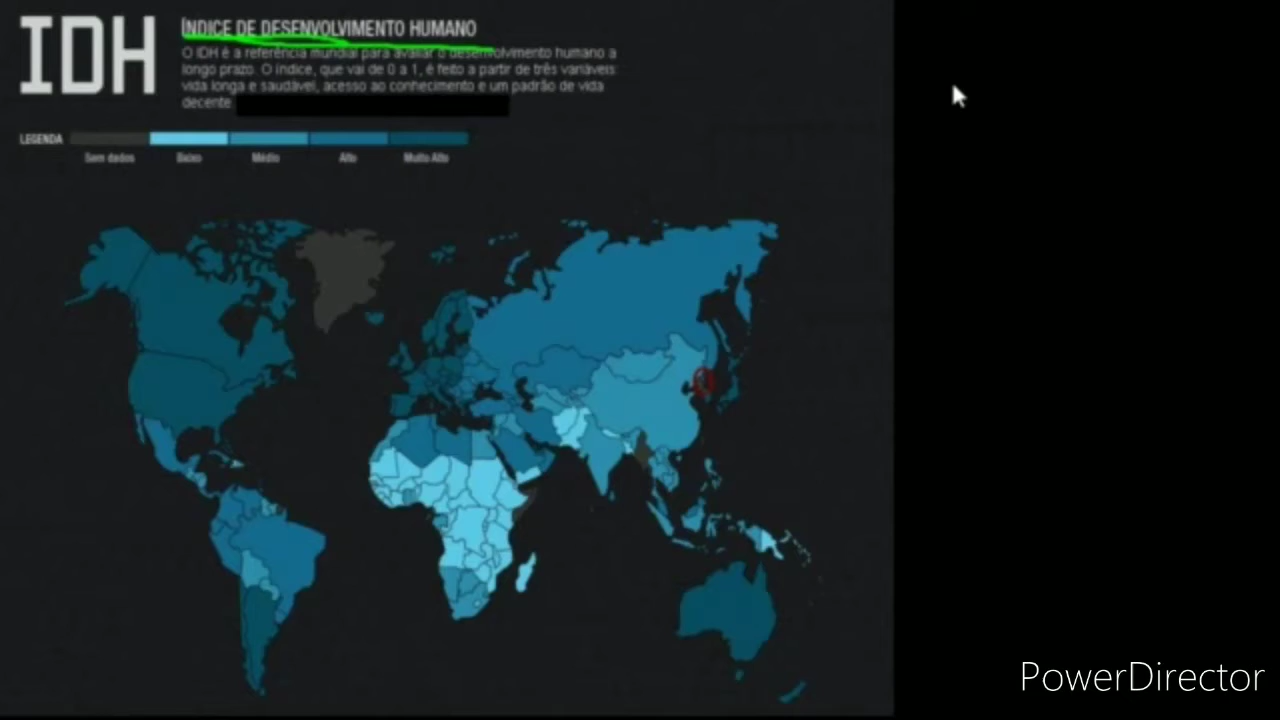 IDH
ÍNDICE DE DESENVOLVIMENTO HUMANO
O IDH é a referência mundial para avaliar o desenvolvimento humano a
longo prazo. O índice, que vai de 0 a 1, é feito a partir de três variáveis:
vida longa e saudável, acesso ao conhecimento e um padrão de vida
decente
LEGENDA
Sem dados Baixo Médio Alto Muito Alto
PowerDirector